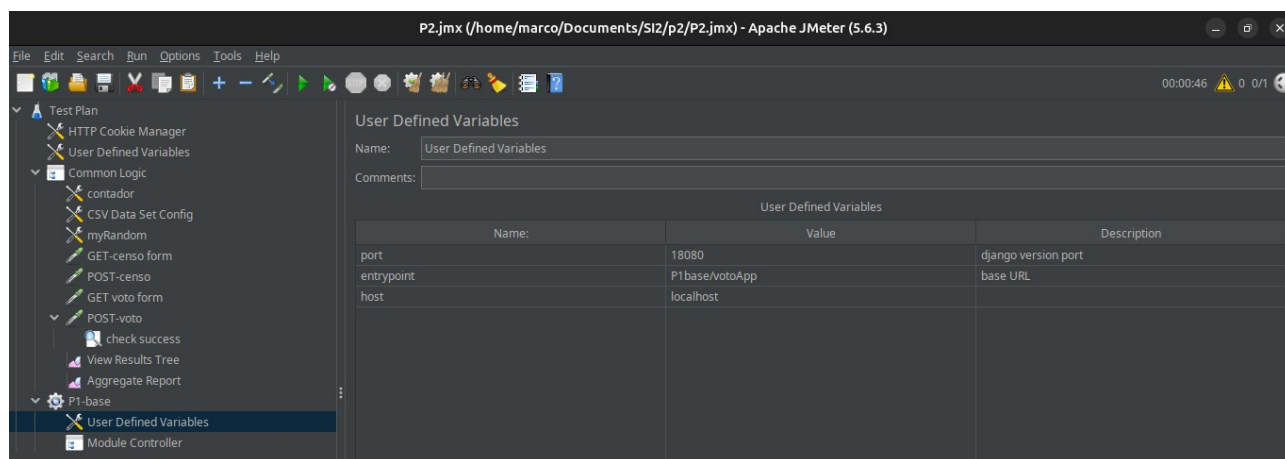 P2.jmx (/home/marco/Documents/SI2/p2/P2.jmx) - Apache JMeter (5.6.3)
File Edit Search Run Options Tools Help
00:00:46 0 0/1
Test Plan
HTTP Cookie Manager
User Defined Variables
Common Logic
contador
CSV Data Set Config
myRandom
GET-censo form
POST-censo
GET voto form
POST-voto
check success
View Results Tree
Aggregate Report
P1-base
User Defined Variables
Module Controller
User Defined Variables
Name: User Defined Variables
Comments:
User Defined Variables
Name: Value Description
port 18080 django version port
entrypoint P1base/votoApp base URL
host localhost